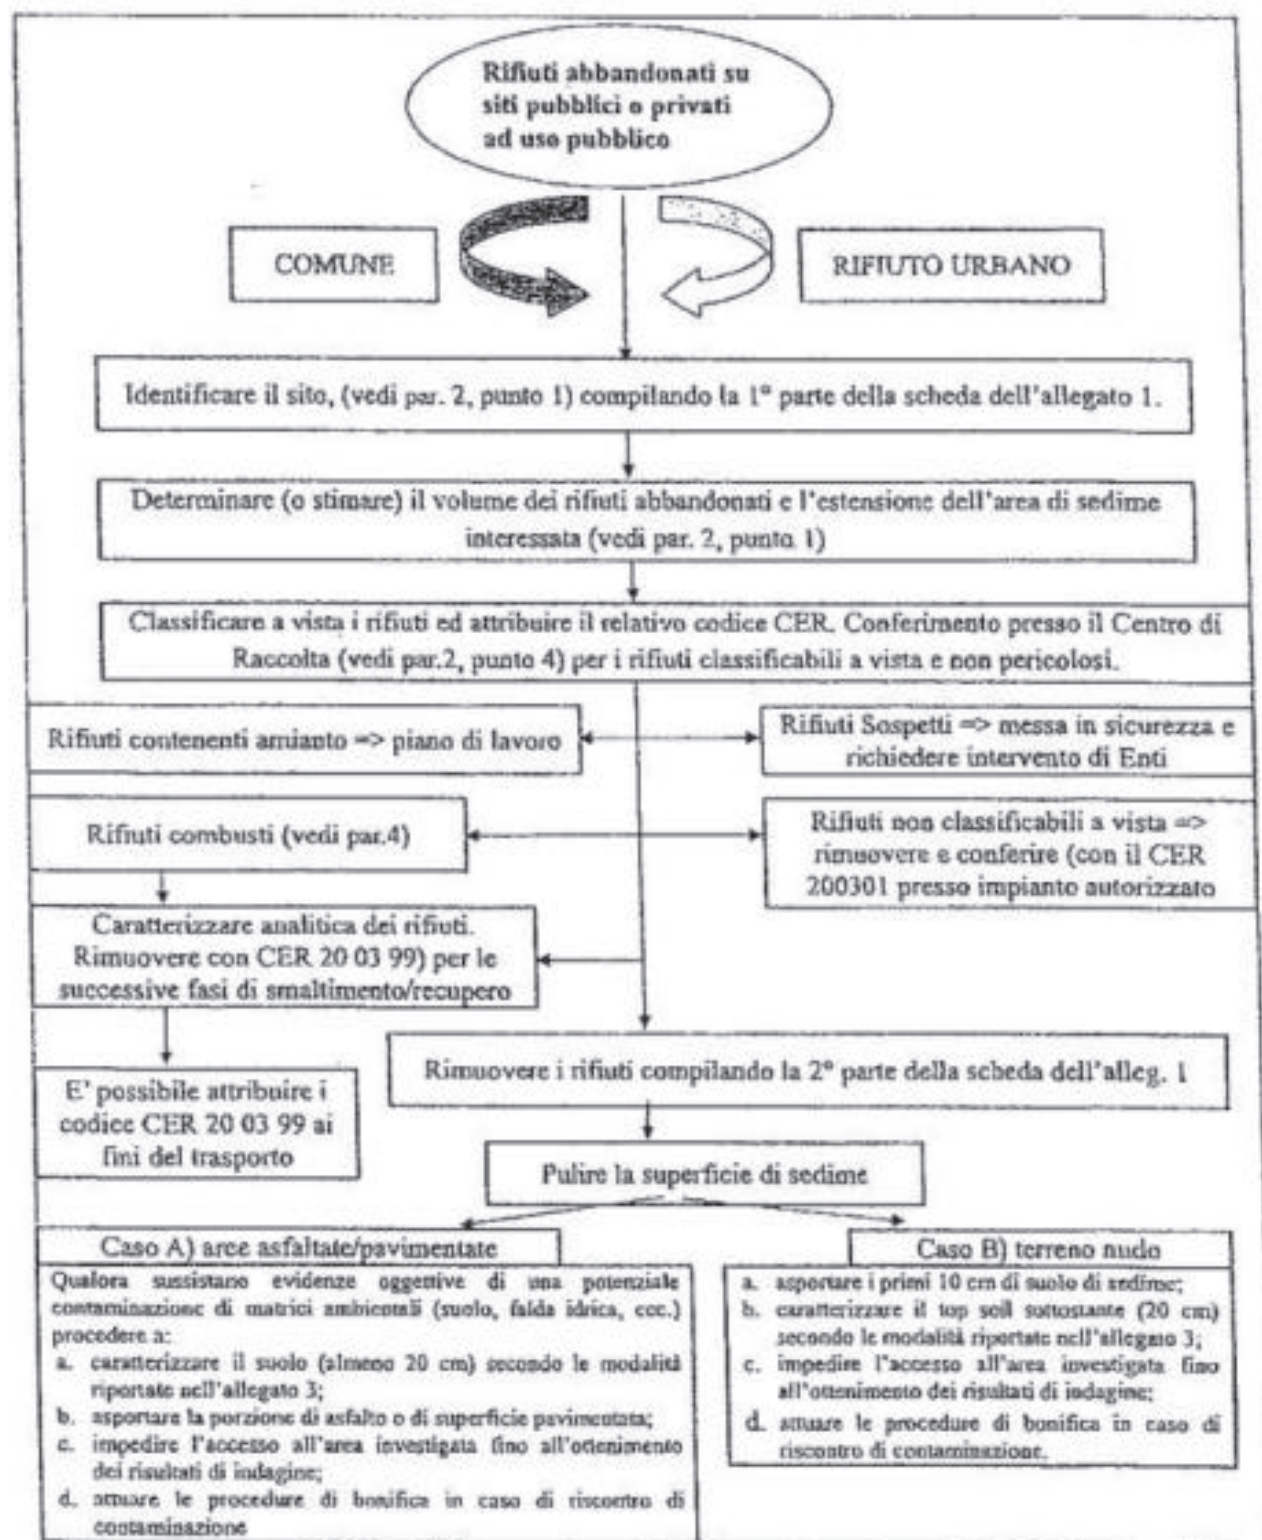 Rifiuti abbandonati su
siti pubblici o privati
ad uso pubblico
COMUNE
RIFIUTO URBANO
Identificare il sito, (vedi par. 2, punto 1) compilando la 1° parte della scheda dell'allegato 1.
Determinare (o stimare) il volume dei rifiuti abbandonati e l'estensione dell'area di sedime
interessata (vedi par. 2, punto 1)
Classificare a vista i rifiuti ed attribuire il relativo codice CER. Conferimento presso il Centro di
Raccolta (vedi par.2, punto 4) per i rifiuti classificabili a vista e non pericolosi.
Rifiuti contenenti amianto => piano di lavoro
Rifiuti Sospetti => messa in sicurezza e
richiedere intervento di Enti
Rifiuti combusti (vedi par.4)
Rifiuti non classificabili a vista =>
rimuovere e conferire (con il CER
200301 presso impianto autorizzato
Caratterizzare analitica dei rifiuti.
Rimuovere con CER 20 03 99) per le
successive fasi di smaltimento/recupero
Rimuovere i rifiuti compilando la 2° parte della scheda dell'alleg. 1
E' possibile attribuire i
codice CER 20 03 99 ai
fini del trasporto
Pulire la superficie di sedime
Caso A) aree asfaltate/pavimentate
Qualora sussistano evidenze oggettive di una potenziale
contaminazione di matrici ambientali (suolo, falda idrica, ecc.)
procedere a:
a. caratterizzare il suolo (almeno 20 cm) secondo le modalità
riportate nell'allegato 3;
b. asportare la porzione di asfalto o di superficie pavimentata;
c. impedire l'accesso all'area investigata fino all'ottenimento
dei risultati di indagine;
d. attuare le procedure di bonifica in caso di riscontro di
contaminazione
Caso B) terreno nudo
a. asportare i primi 10 cm di suolo di sedime;
b. caratterizzare il top soil sottostante (20 cm)
secondo le modalità riportate nell'allegato 3;
c. impedire l'accesso all'area investigata fino
all'ottenimento dei risultati di indagine;
d. attuare le procedure di bonifica in caso di
riscontro di contaminazione.